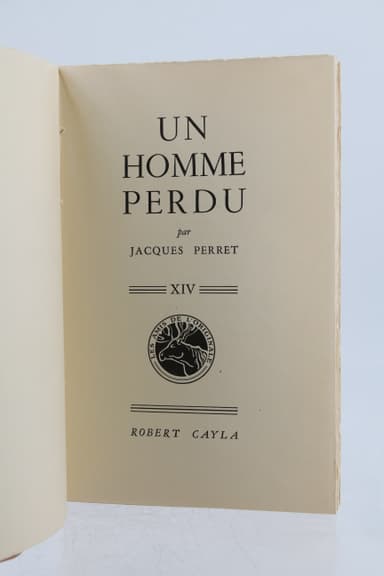 UN
HOMME
PERDU
par
JACQUES PERRET
XIV
LES AMIS DE L'ORIGINALE
ROBERT CAYLA